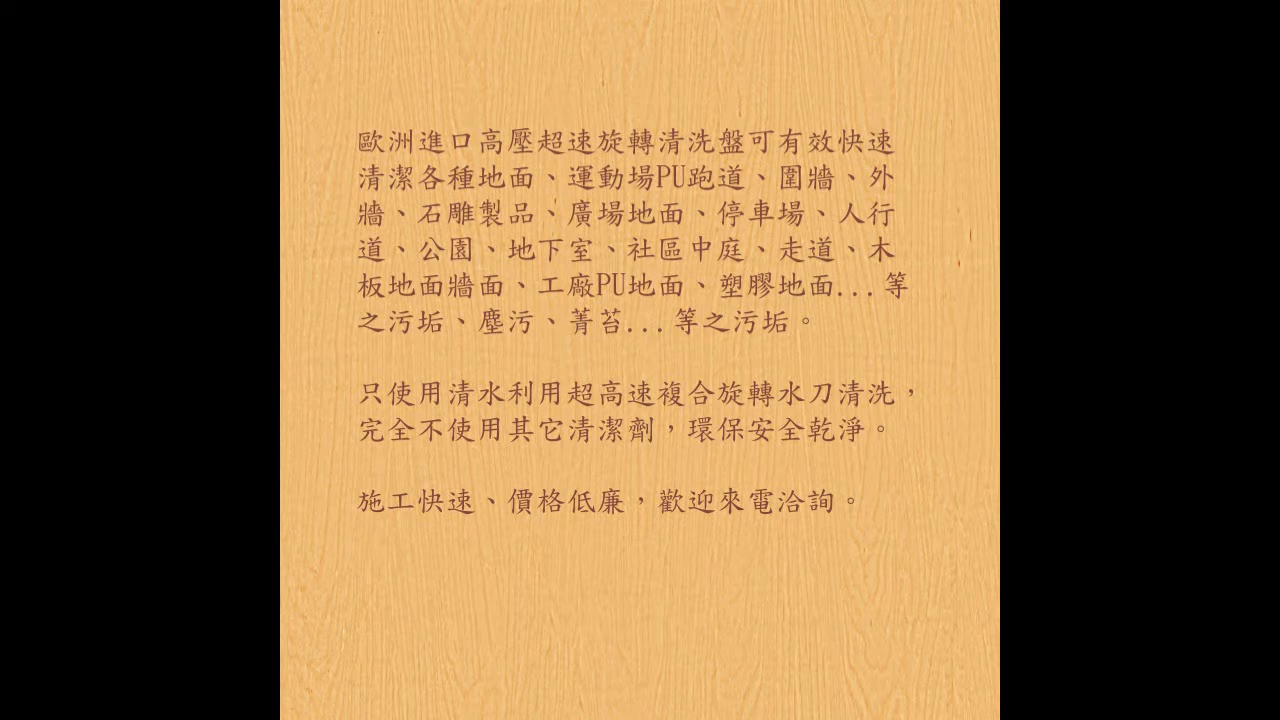 歐洲進口高壓超速旋轉清洗盤可有效快速
清潔各種地面、運動場PU跑道、圍牆、外
牆、石雕製品、廣場地面、停車場、人行
道、公園、地下室、社區中庭、走道、木
板地面牆面、工廠PU地面、塑膠地面...等
之污垢、塵污、菁苔...等之污垢。
只使用清水利用超高速複合旋轉水刀清洗，
完全不使用其它清潔劑，環保安全乾淨。
施工快速、價格低廉，歡迎來電洽詢。